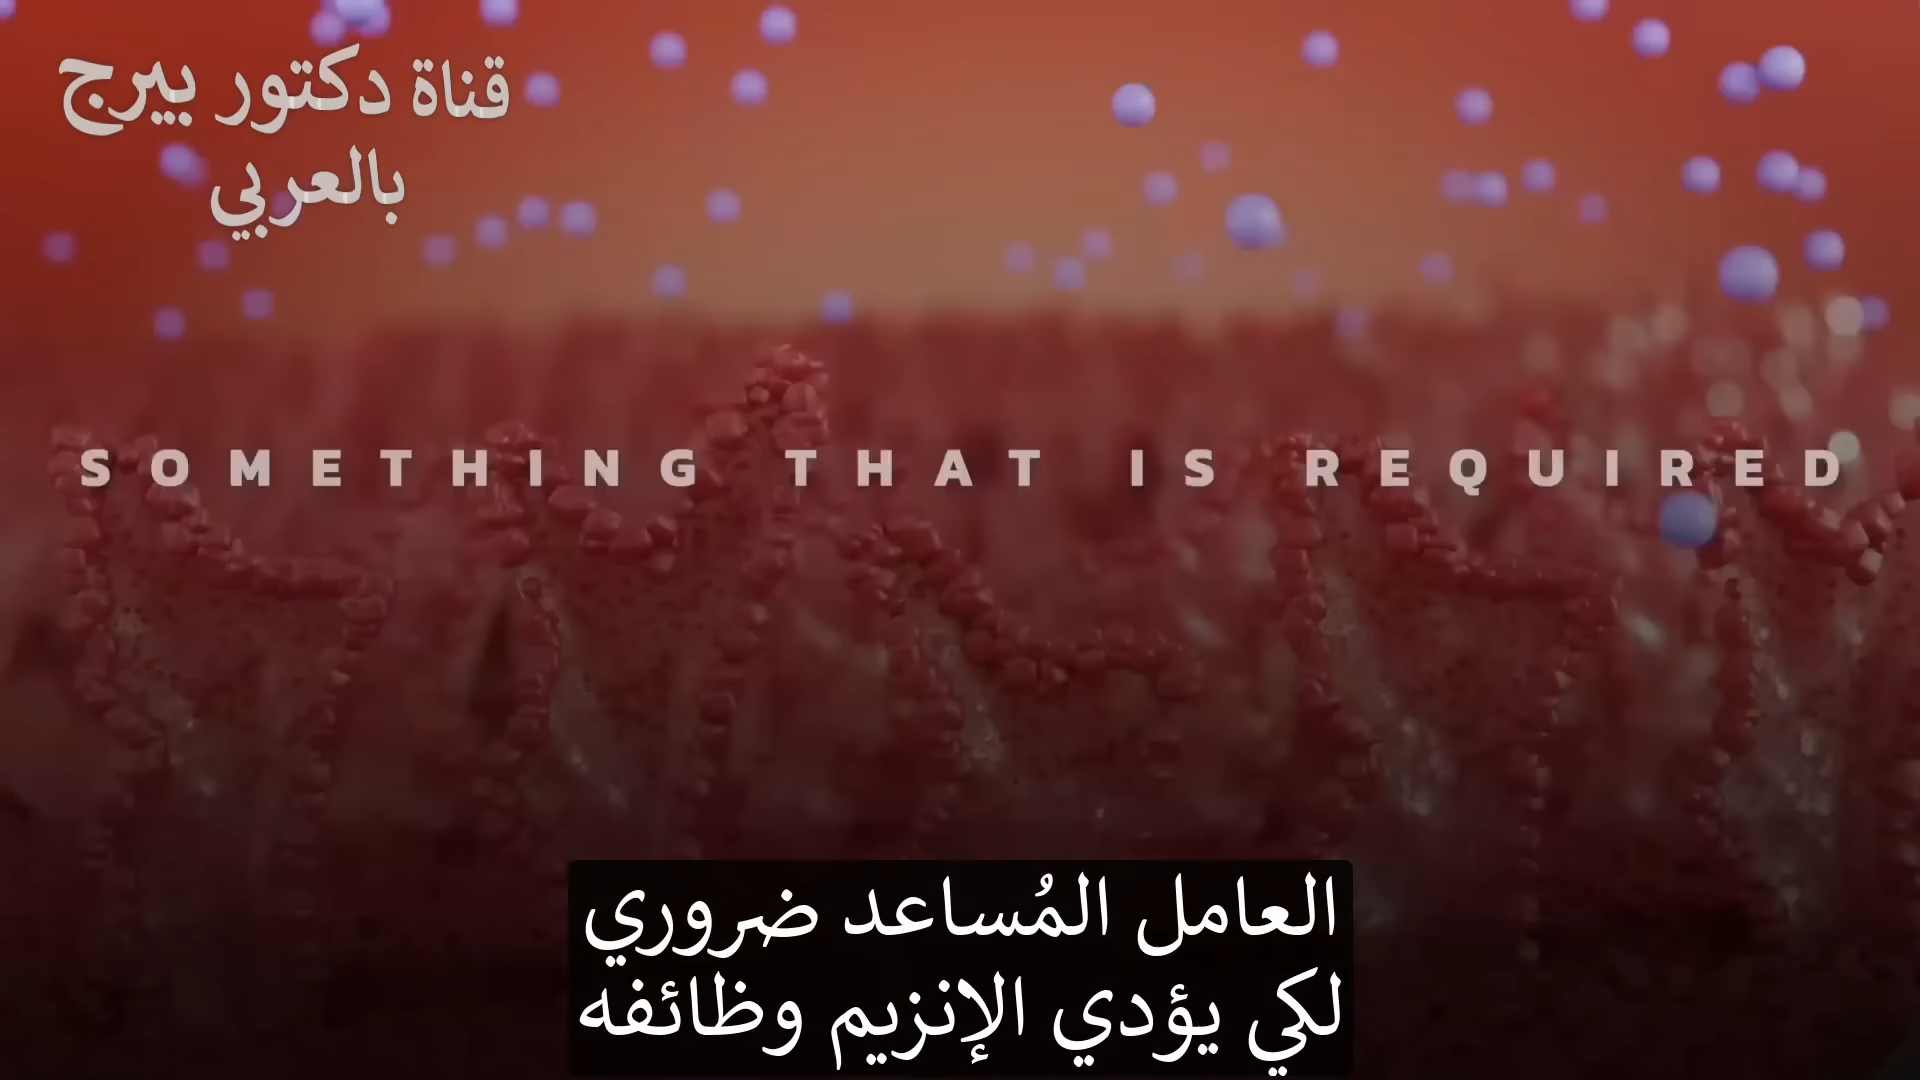 قناة دكتور بيرج
بالعربي
SOMETHING THAT IS REQUIRED
العامل المُساعد ضروري
لكي يؤدي الإنزيم وظائفه